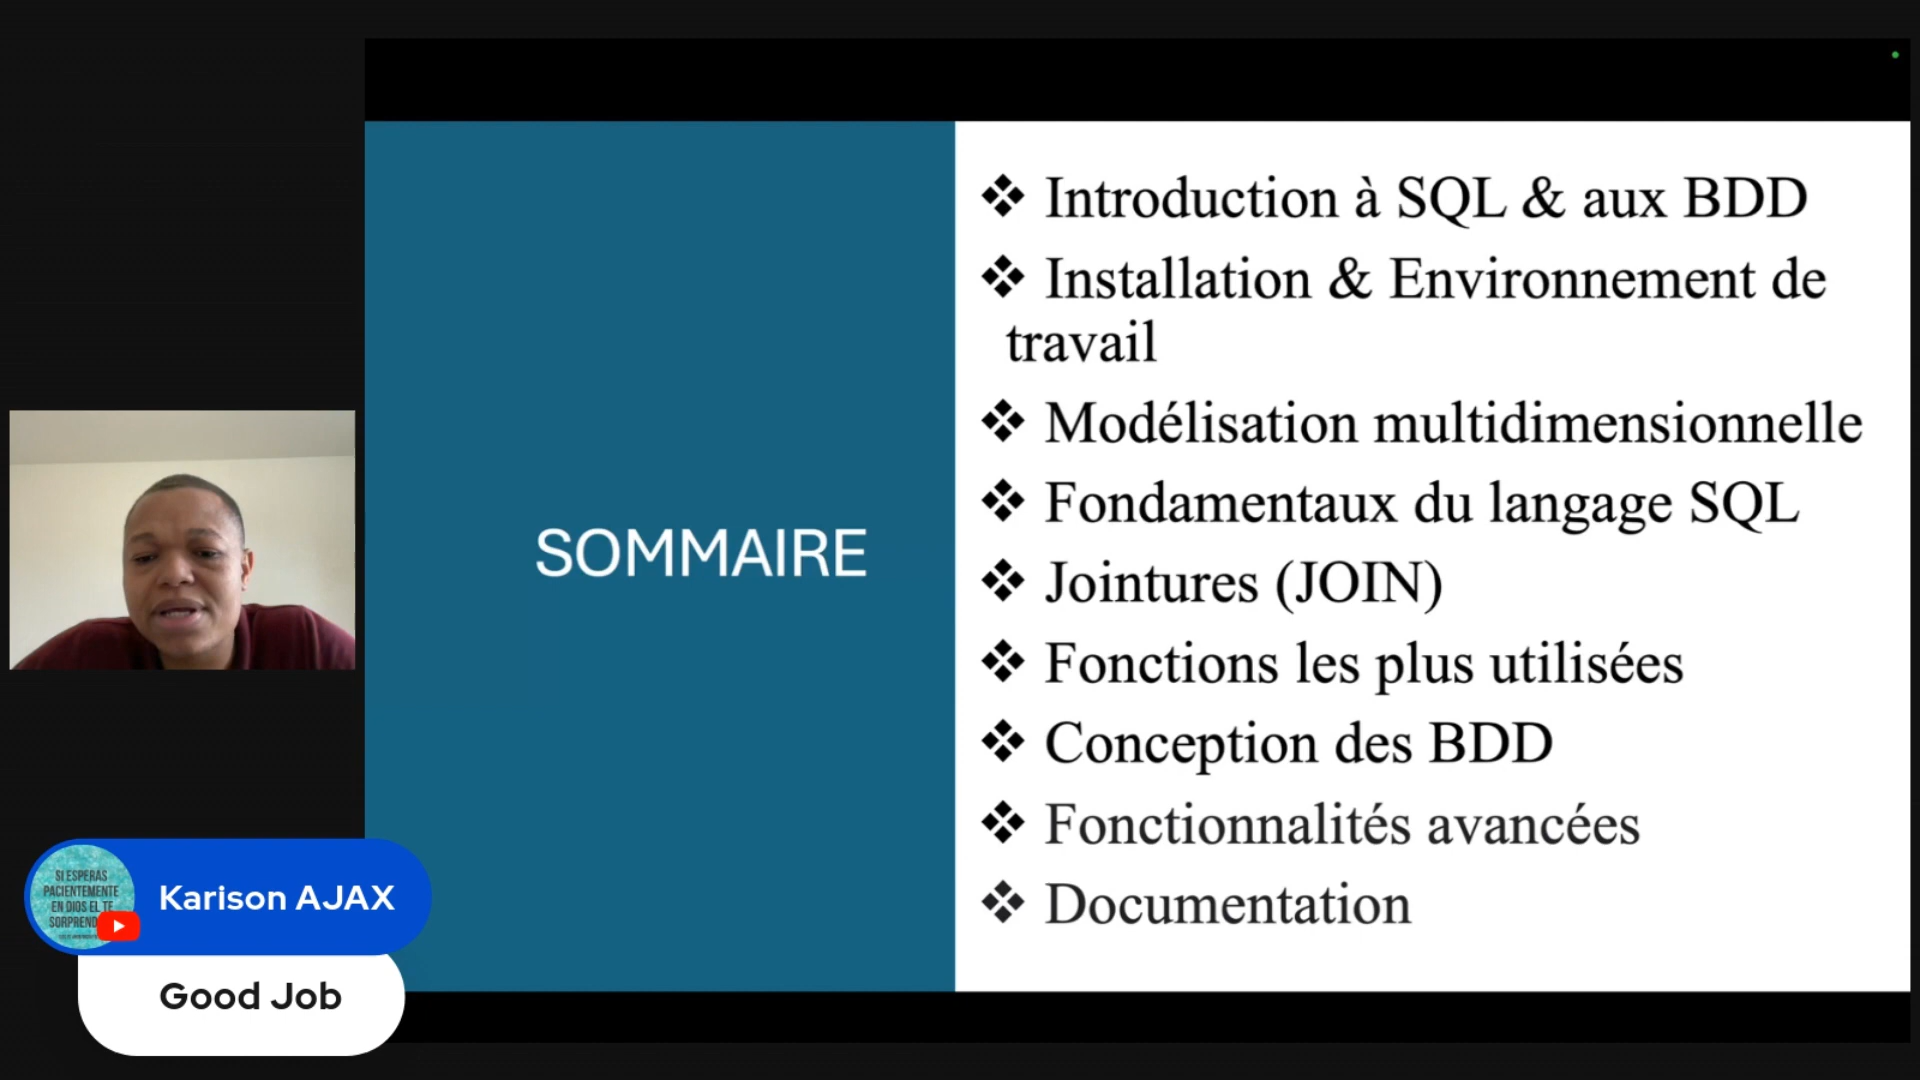 SOMMAIRE
❖ Introduction à SQL & aux BDD
❖ Installation & Environnement de
travail
❖ Modélisation multidimensionnelle
❖ Fondamentaux du langage SQL
❖ Jointures (JOIN)
❖ Fonctions les plus utilisées
❖ Conception des BDD
❖ Fonctionnalités avancées
❖ Documentation
SI ESPERAS
PACIENTEMENTE
EN DIOS EL TE
Karison AJAX
Good Job